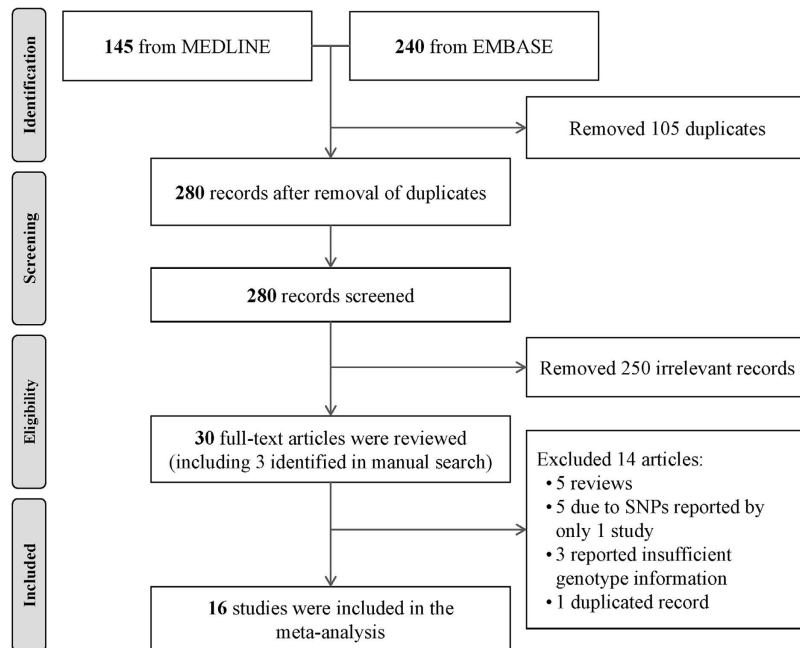 Identification
145 from MEDLINE
240 from EMBASE
Removed 105 duplicates
280 records after removal of duplicates
Screening
280 records screened
Removed 250 irrelevant records
Eligibility
30 full-text articles were reviewed
(including 3 identified in manual search)
Excluded 14 articles:
• 5 reviews
• 5 due to SNPs reported by
only 1 study
• 3 reported insufficient
genotype information
• 1 duplicated record
Included
16 studies were included in the
meta-analysis